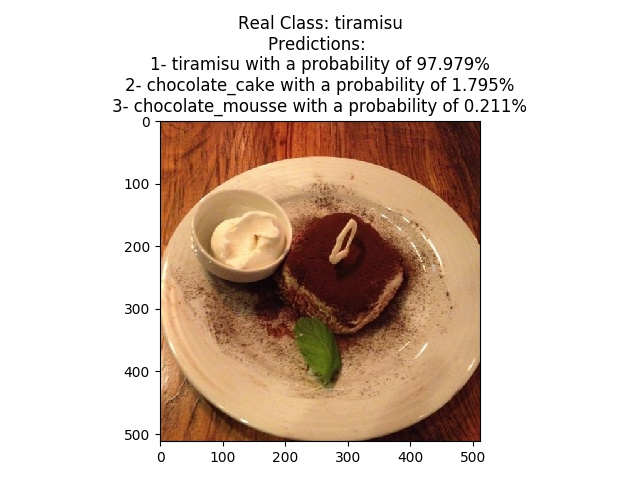 Real Class: tiramisu
Predictions:
1- tiramisu with a probability of 97.979%
2- chocolate_cake with a probability of 1.795%
3- chocolate_mousse with a probability of 0.211%
0
100
200
300
400
500
0 100 200 300 400 500